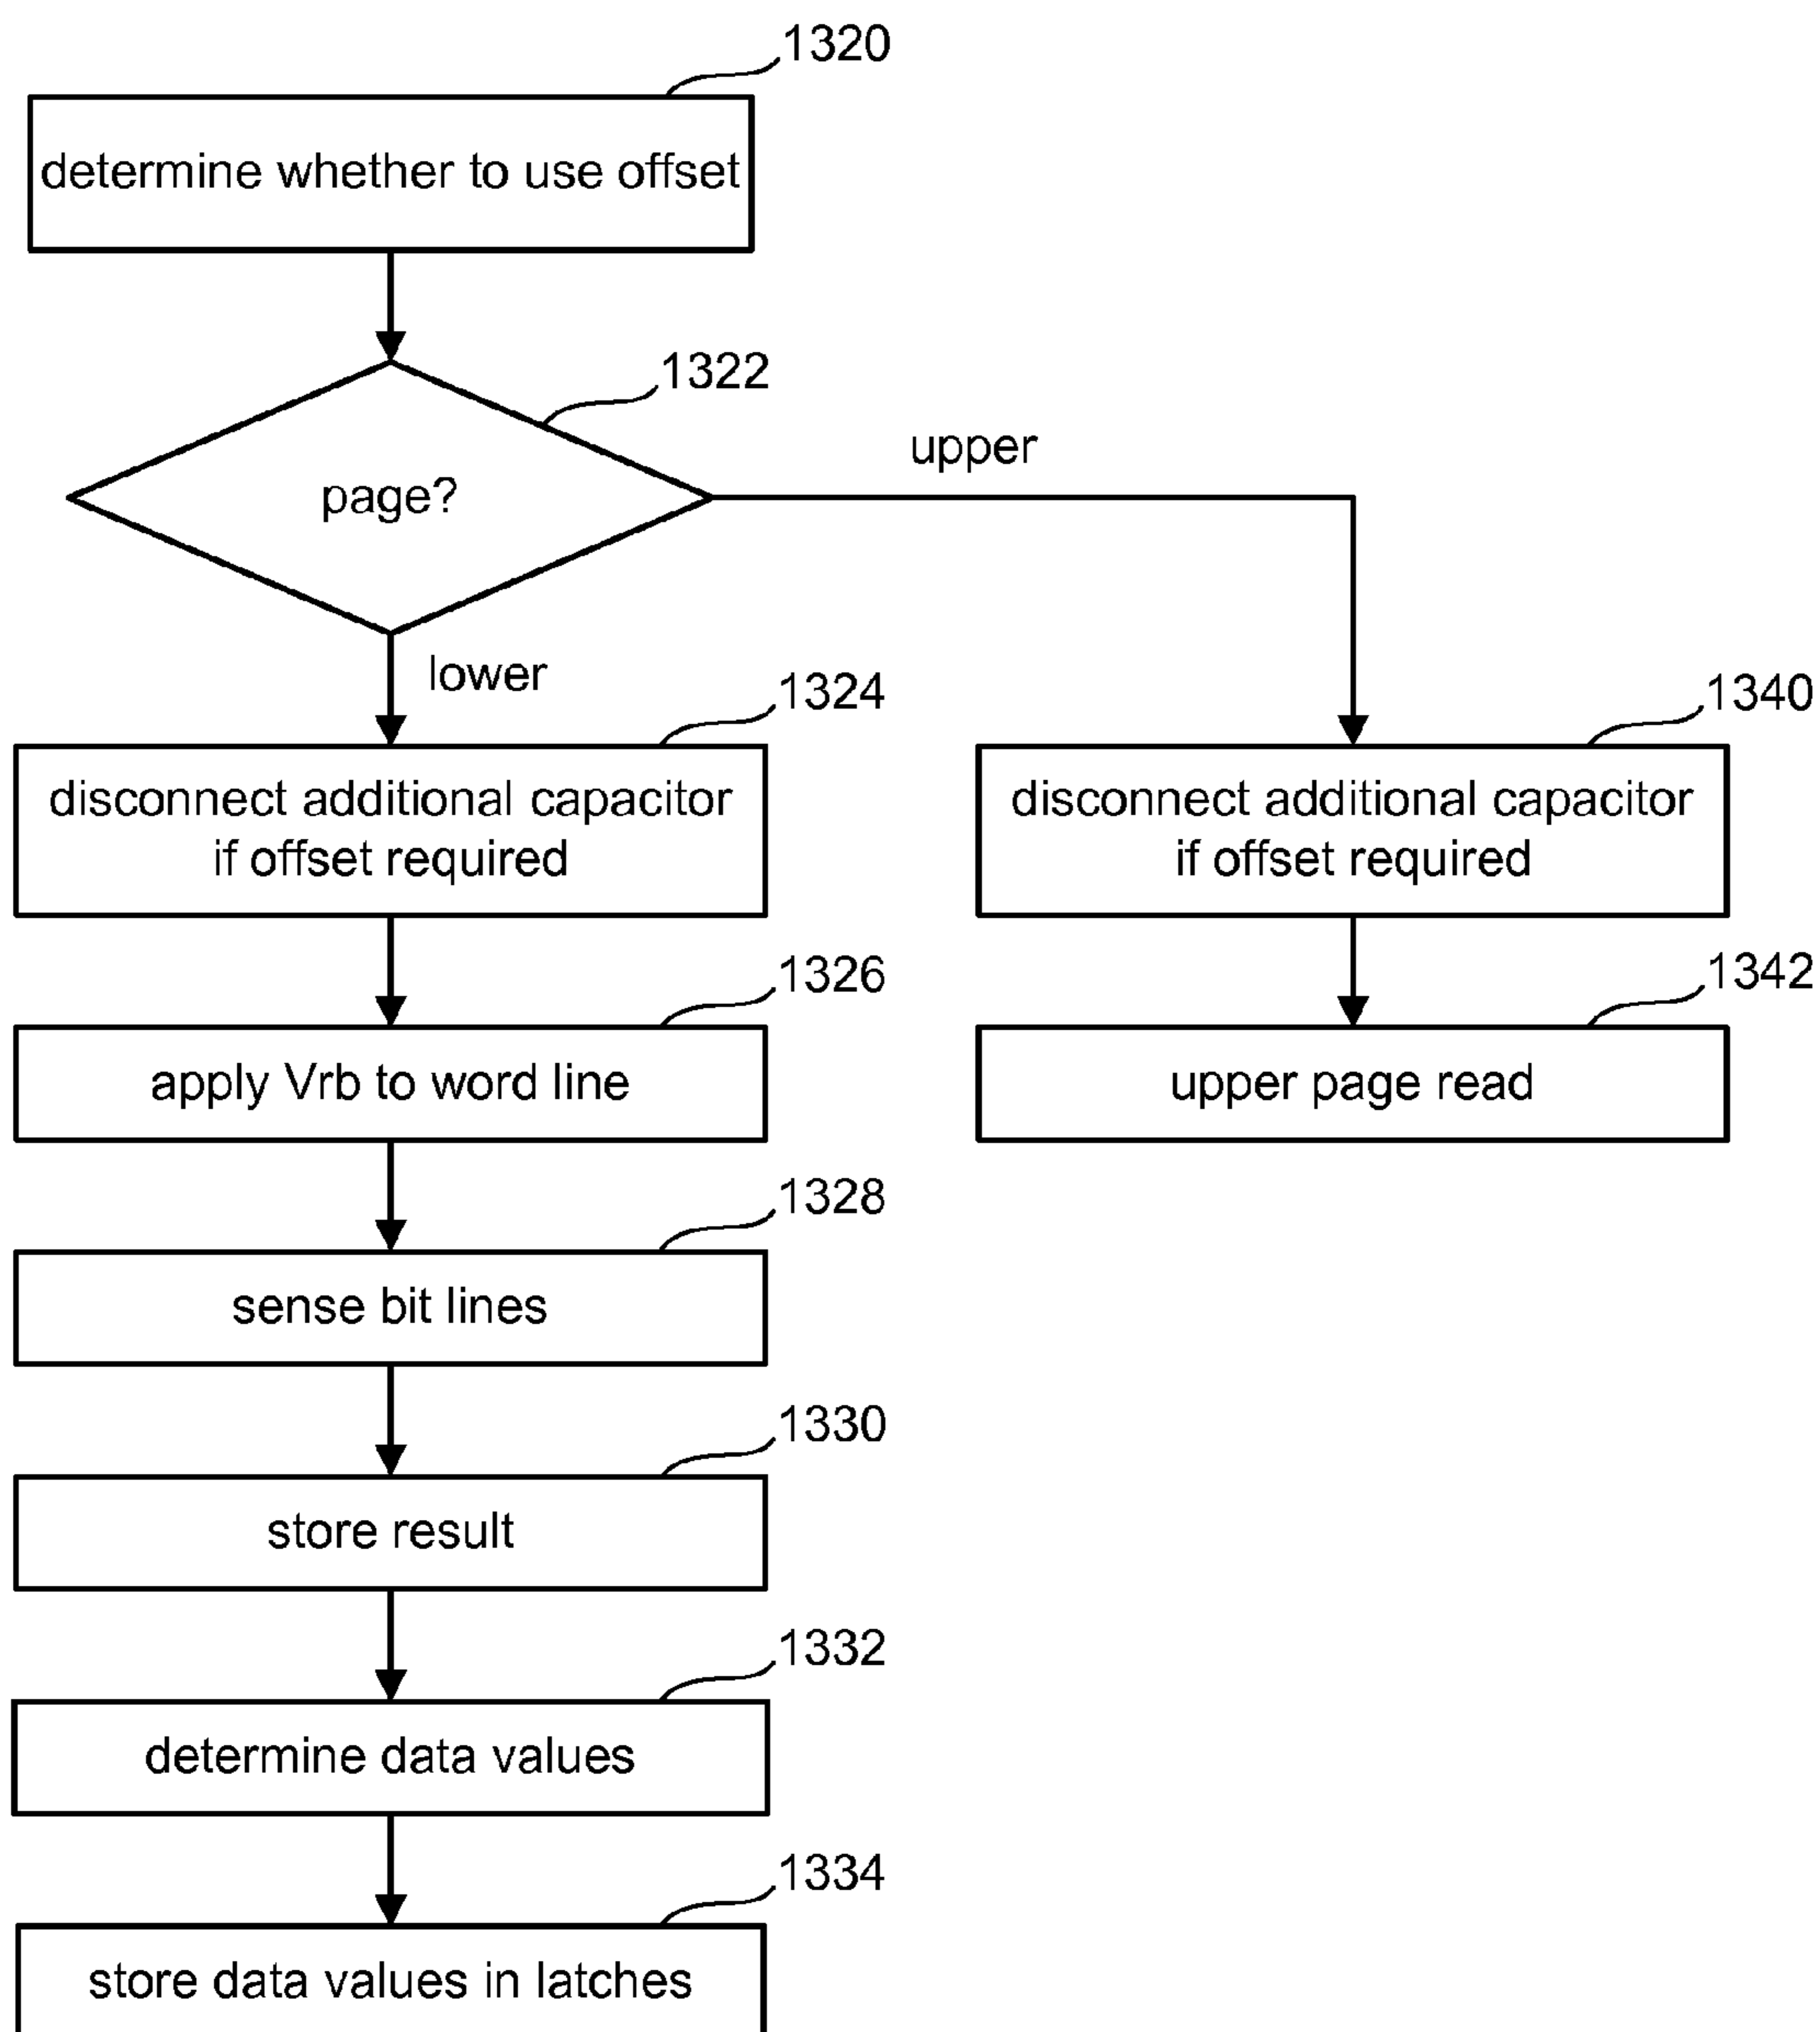 1320
determine whether to use offset
1322
page?
upper
lower
1324
disconnect additional capacitor
if offset required
1340
disconnect additional capacitor
if offset required
1326
apply Vrb to word line
1342
upper page read
1328
sense bit lines
1330
store result
1332
determine data values
1334
store data values in latches